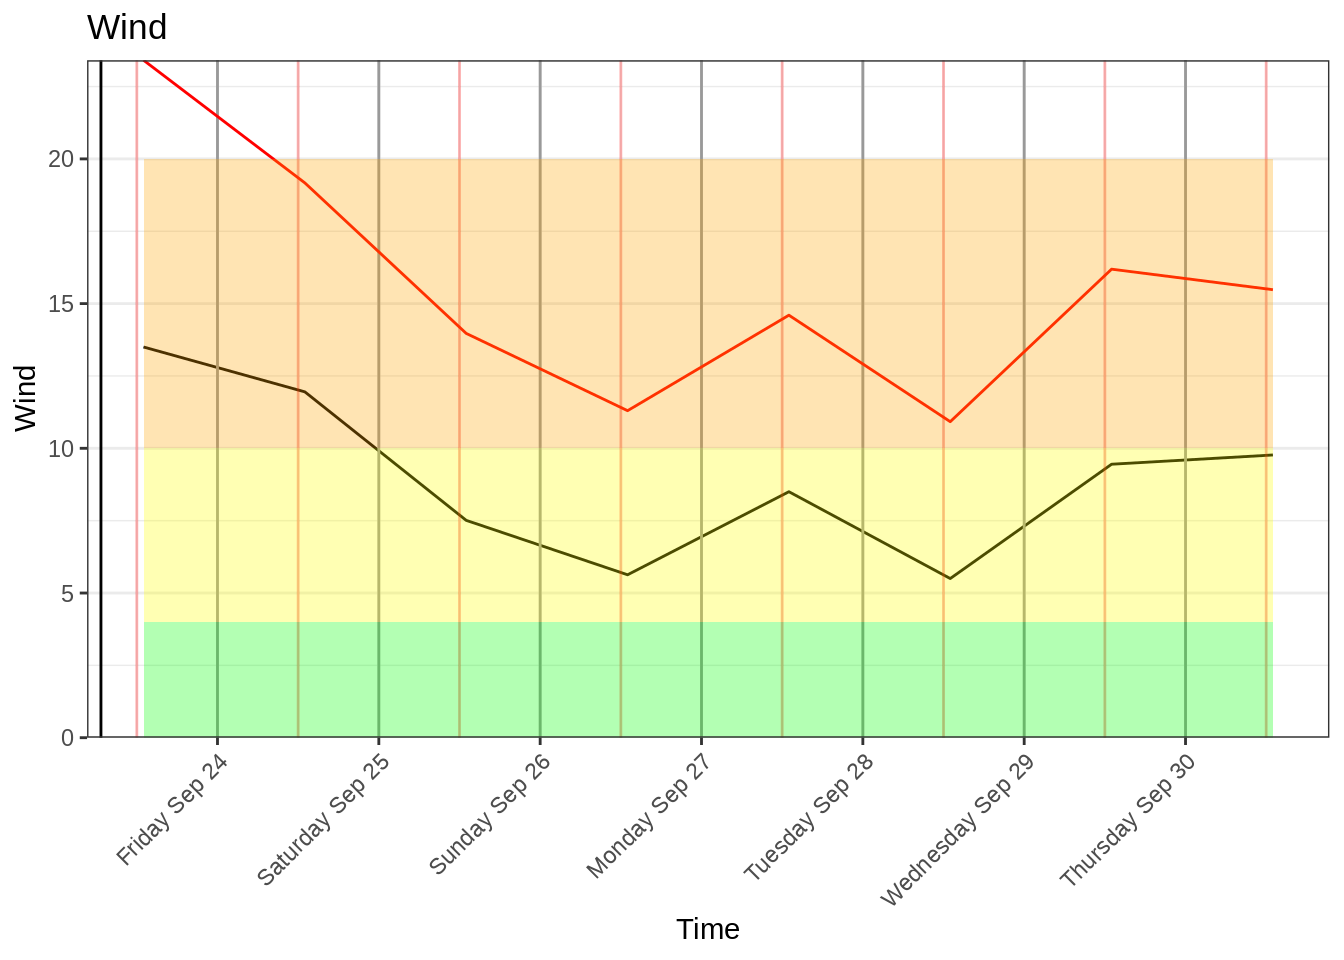 Wind
Wind
20
15
10
5
0
Friday Sep 24
Saturday Sep 25
Sunday Sep 26
Monday Sep 27
Tuesday Sep 28
Wednesday Sep 29
Thursday Sep 30
Time